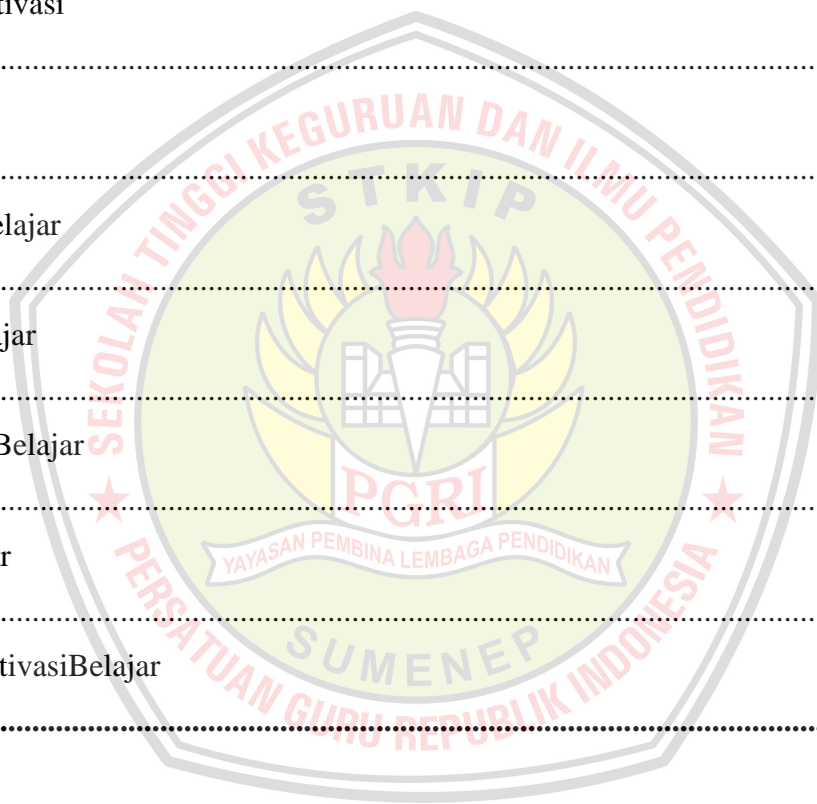 tivasi
................................................................................
SEKOLAH TINGGI KEGURUAN DAN ILMU PENDIDIKAN
STKIP
................................................................................
elajar
................................................................................
jar
................................................................................
Belajar
PGRI
................................................................................
YAYASAN PEMBINA LEMBAGA PENDIDIKAN
ar
................................................................................
SUMENEP
tivasiBelajar
PERSATUAN GURU REPUBLIK INDONESIA
................................................................................